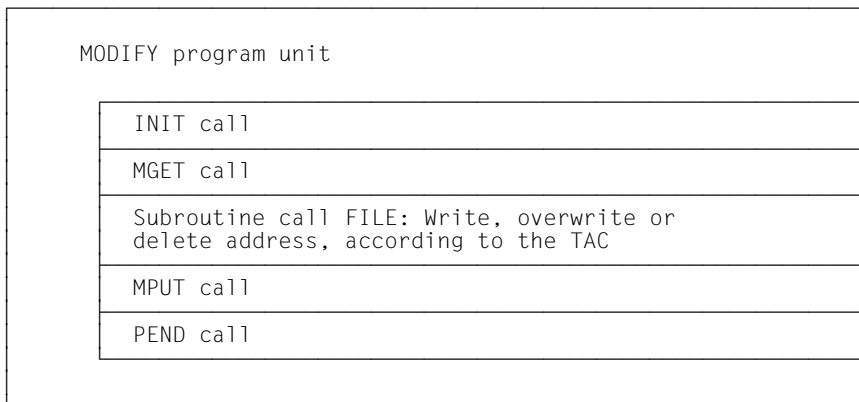 MODIFY program unit
INIT call
MGET call
Subroutine call FILE: Write, overwrite or
delete address, according to the TAC
MPUT call
PEND call